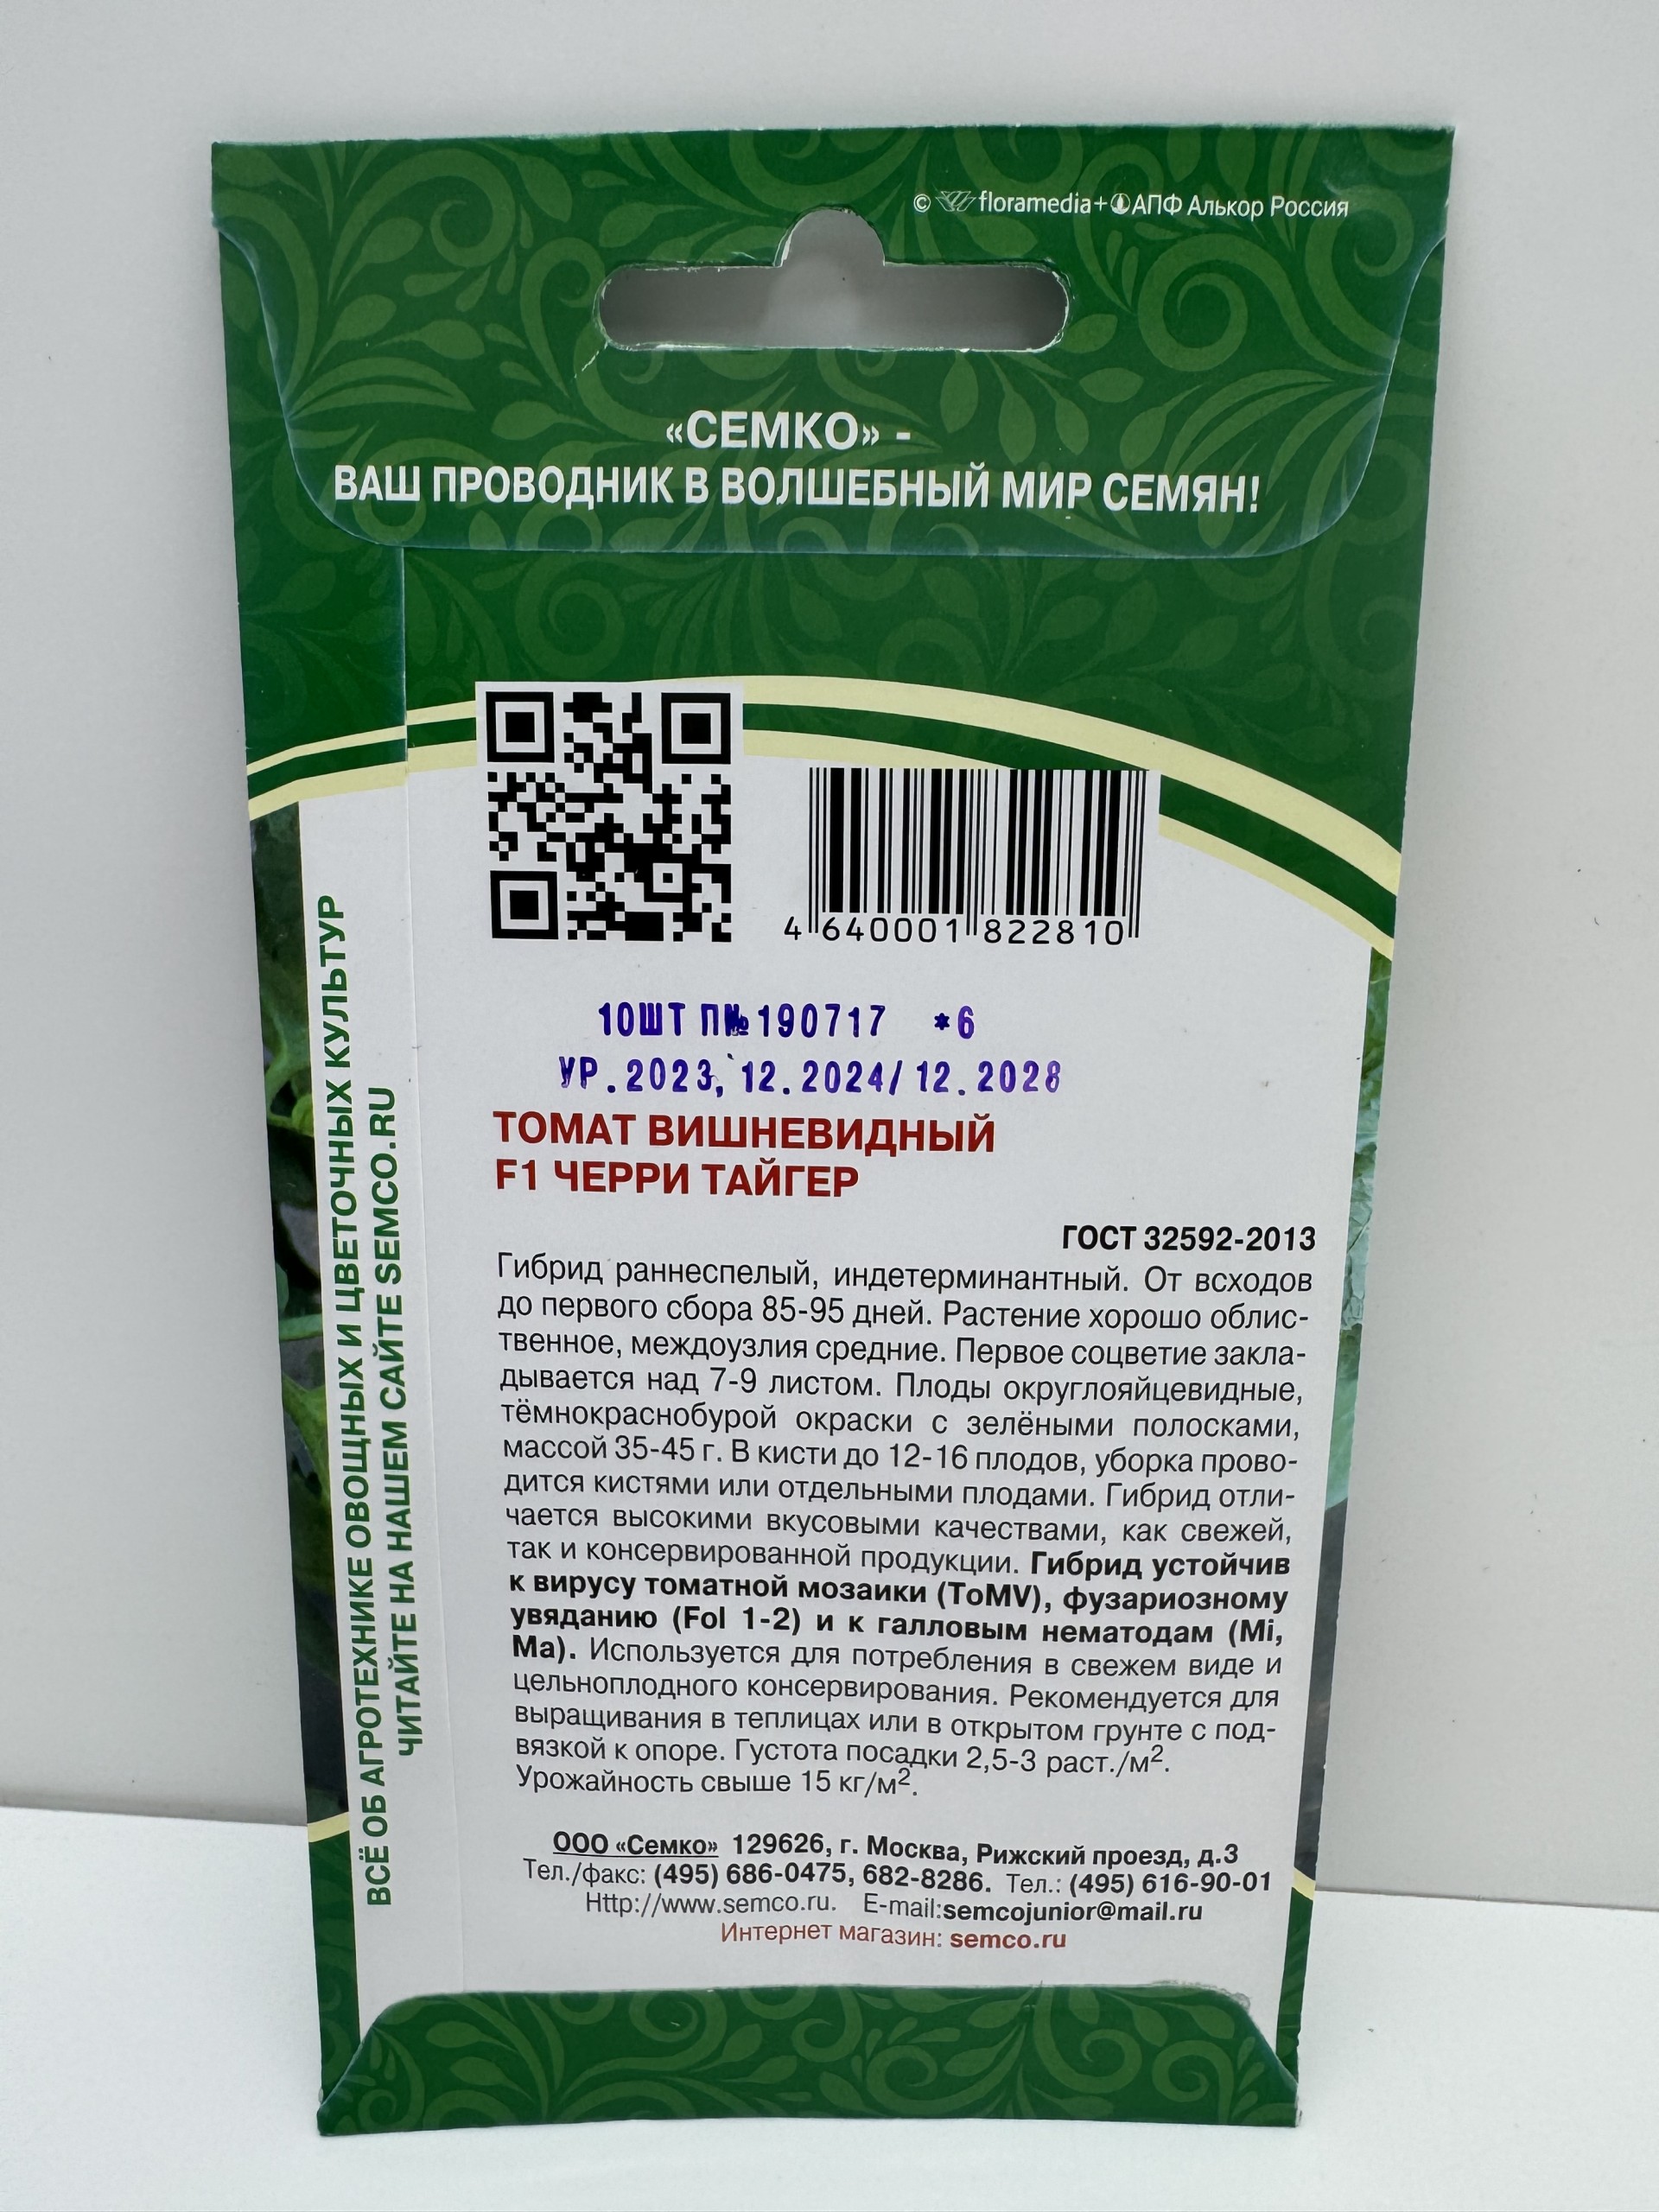 © floramedia+ АПФ Алькор Россия
«СЕМКО» -
ВАШ ПРОВОДНИК В ВОЛШЕБНЫЙ МИР СЕМЯН!
4 640001 822810
10ШТ П№190717 *6
УР.2023, 12.2024/ 12.2028
ТОМАТ ВИШНЕВИДНЫЙ
F1 ЧЕРРИ ТАЙГЕР
ГОСТ 32592-2013
Гибрид раннеспелый, индетерминантный. От всходов
до первого сбора 85-95 дней. Растение хорошо облис-
твенное, междоузлия средние. Первое соцветие закла-
дывается над 7-9 листом. Плоды округлояйцевидные,
тёмнокраснобурой окраски с зелёными полосками,
массой 35-45 г. В кисти до 12-16 плодов, уборка прово-
дится кистями или отдельными плодами. Гибрид отли-
чается высокими вкусовыми качествами, как свежей,
так и консервированной продукции. Гибрид устойчив
к вирусу томатной мозаики (ToMV), фузариозному
увяданию (Fol 1-2) и к галловым нематодам (Mi,
Ma). Используется для потребления в свежем виде и
цельноплодного консервирования. Рекомендуется для
выращивания в теплицах или в открытом грунте с под-
вязкой к опоре. Густота посадки 2,5-3 раст./м².
Урожайность свыше 15 кг/м².
ООО «Семко» 129626, г. Москва, Рижский проезд, д.3
Тел./факс: (495) 686-0475, 682-8286. Тел.: (495) 616-90-01
Http://www.semco.ru. E-mail:semcojunior@mail.ru
Интернет магазин: semco.ru
ВСЁ ОБ АГРОТЕХНИКЕ ОВОЩНЫХ И ЦВЕТОЧНЫХ КУЛЬТУР
ЧИТАЙТЕ НА НАШЕМ САЙТЕ SEMCO.RU